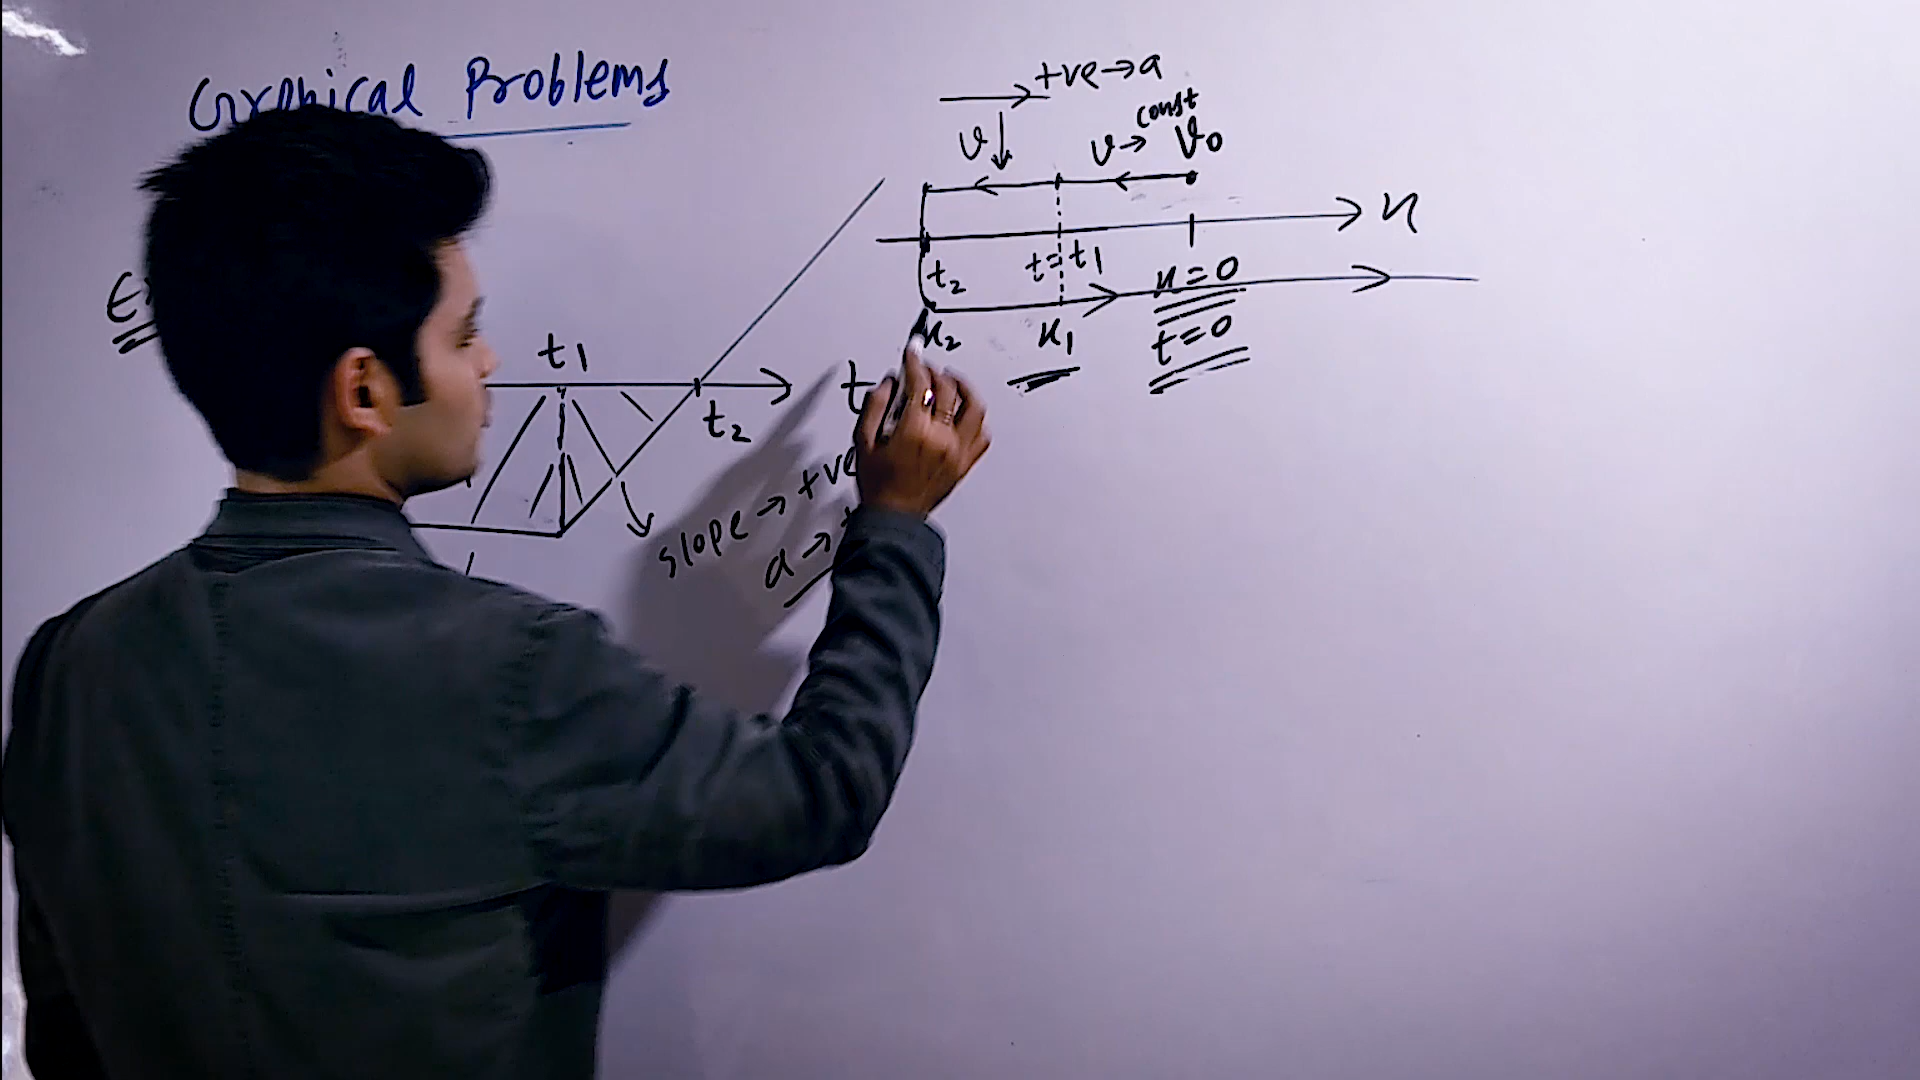 Graphical Problems
+ve→a
const
v
v→ v₀
x
t₂
t=t₁
x=0
x₂
x₁
t=0
t₁
t
t₂
slope→+ve
a→